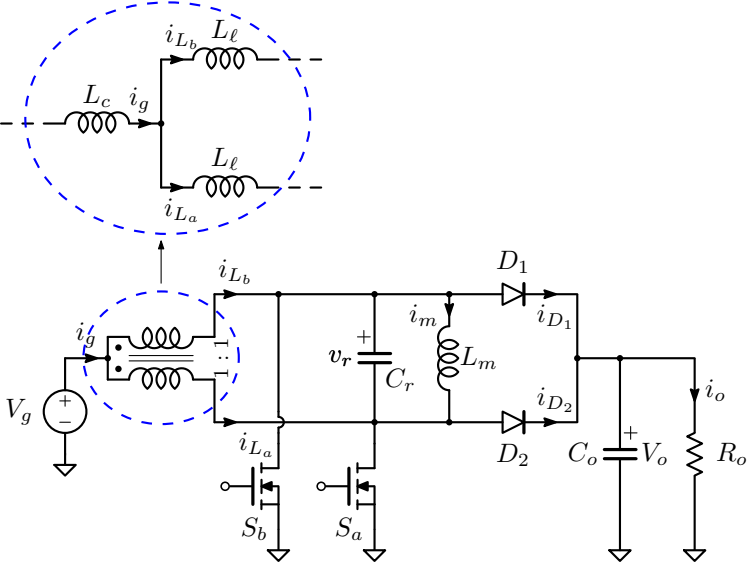 i_{L_b} L_ℓ
L_c i_g
L_ℓ
i_{L_a}
i_{L_b} D_1
i_g i_m i_{D_1}
1 : 1
+
v_r C_r L_m
V_g + −
i_{D_2} i_o
i_{L_a} D_2
C_o + V_o R_o
S_b S_a